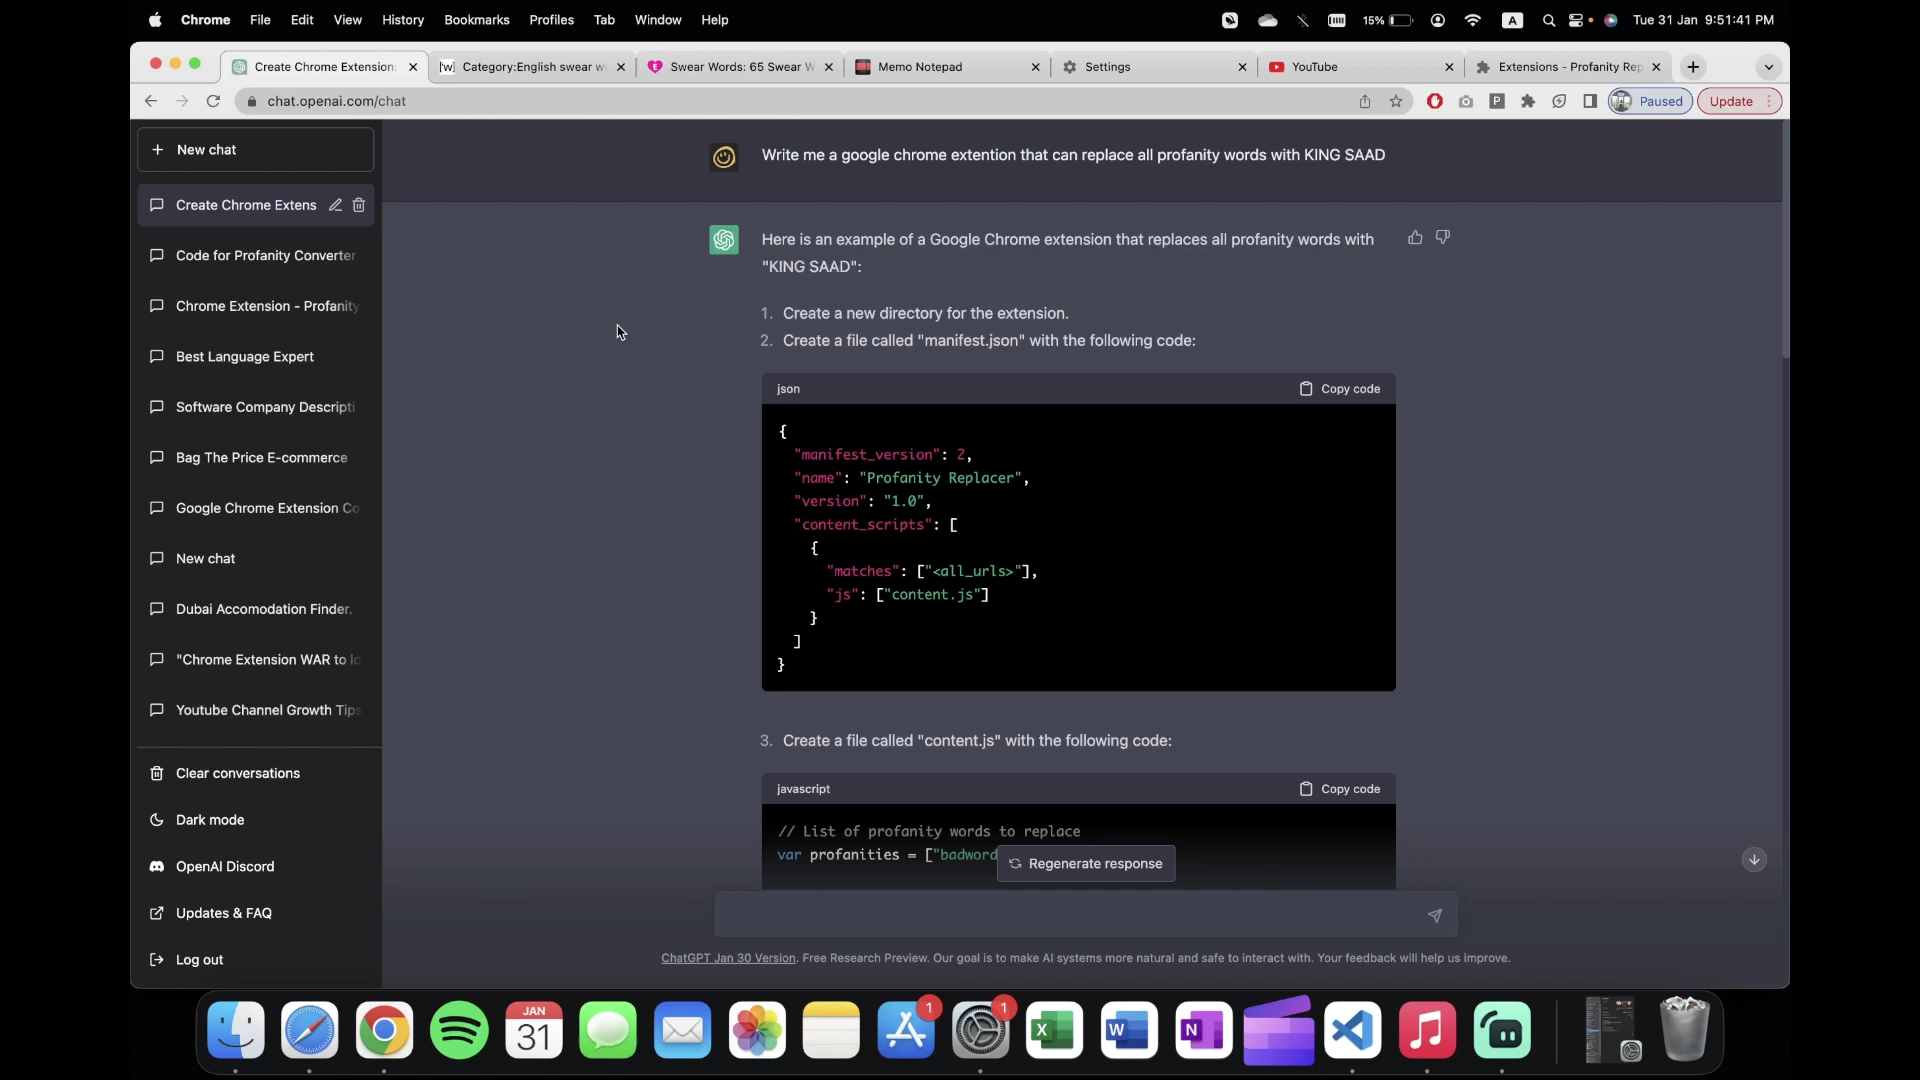 Chrome File Edit View History Bookmarks Profiles Tab Window Help 15% A Tue 31 Jan 9:51:41 PM
Create Chrome Extension: [w] Category:English swear w Swear Words: 65 Swear W Memo Notepad Settings YouTube Extensions - Profanity Rep
chat.openai.com/chat P Paused Update
+ New chat
Create Chrome Extens
Code for Profanity Converter
Chrome Extension - Profanity
Best Language Expert
Software Company Descripti
Bag The Price E-commerce
Google Chrome Extension Co
New chat
Dubai Accomodation Finder.
"Chrome Extension WAR to lo
Youtube Channel Growth Tips
Clear conversations
Dark mode
OpenAI Discord
Updates & FAQ
Log out
Write me a google chrome extention that can replace all profanity words with KING SAAD
Here is an example of a Google Chrome extension that replaces all profanity words with
"KING SAAD":
1. Create a new directory for the extension.
2. Create a file called "manifest.json" with the following code:
json Copy code
{
"manifest_version": 2,
"name": "Profanity Replacer",
"version": "1.0",
"content_scripts": [
{
"matches": ["<all_urls>"],
"js": ["content.js"]
}
]
}
3. Create a file called "content.js" with the following code:
javascript Copy code
// List of profanity words to replace
var profanities = ["badword
Regenerate response
ChatGPT Jan 30 Version. Free Research Preview. Our goal is to make AI systems more natural and safe to interact with. Your feedback will help us improve.
JAN
31
1
1
X
W
N